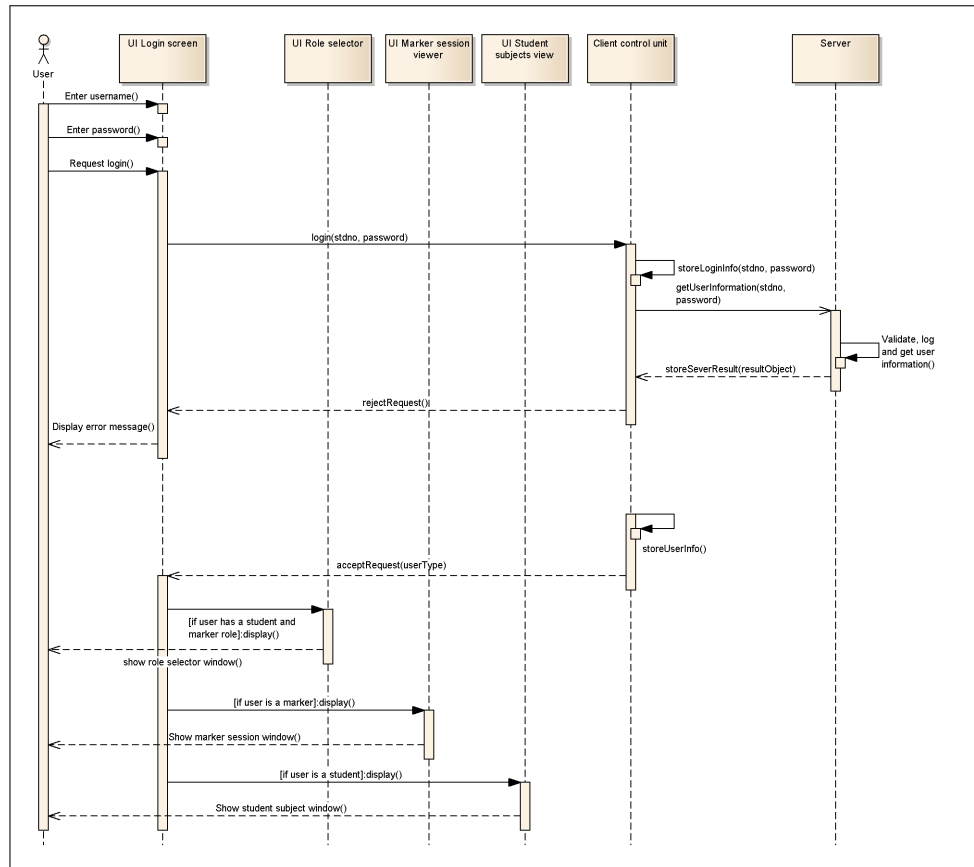 User
UI Login screen
UI Role selector
UI Marker session
viewer
UI Student
subjects view
Client control unit
Server
Enter username()
Enter password()
Request login()
login(stdno, password)
storeLoginInfo(stdno, password)
getUserInformation(stdno,
password)
Validate, log
and get user
information()
storeSeverResult(resultObject)
rejectRequest()
Display error message()
storeUserInfo()
acceptRequest(userType)
[if user has a student and
marker role]:display()
show role selector window()
[if user is a marker]:display()
Show marker session window()
[if user is a student]:display()
Show student subject window()